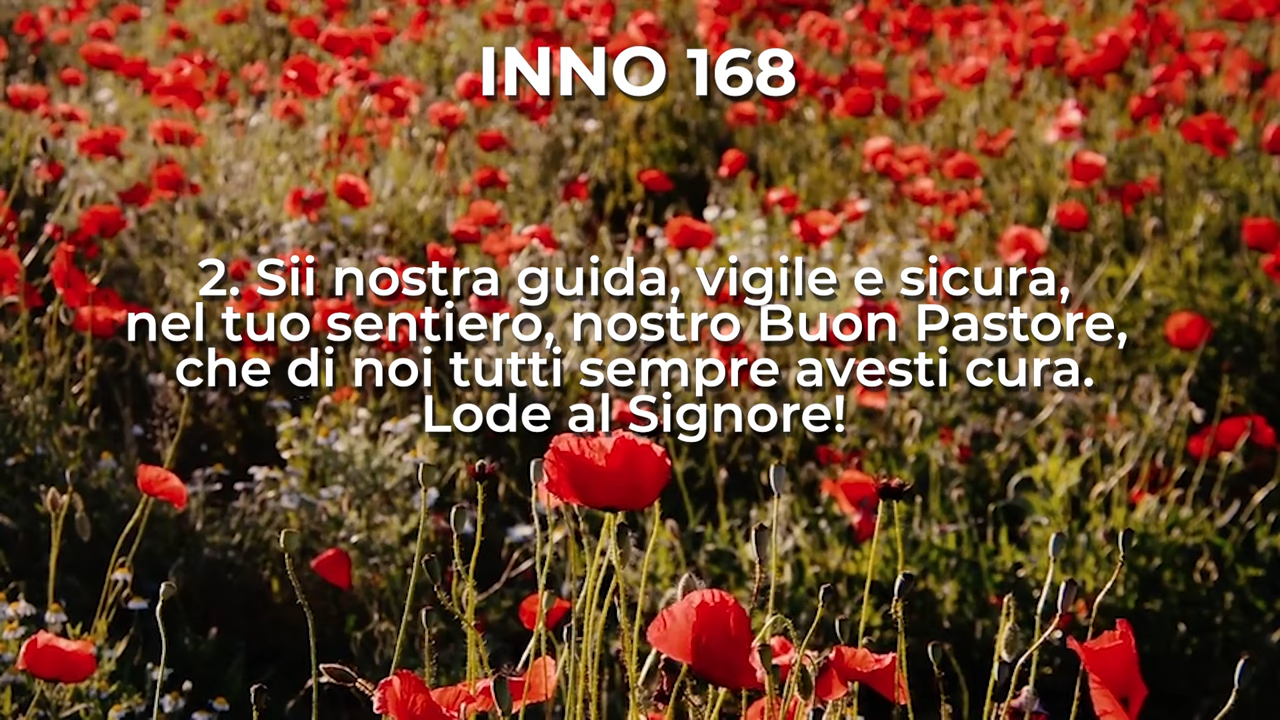 INNO 168
2. Sii nostra guida, vigile e sicura,
nel tuo sentiero, nostro Buon Pastore,
che di noi tutti sempre avesti cura.
Lode al Signore!